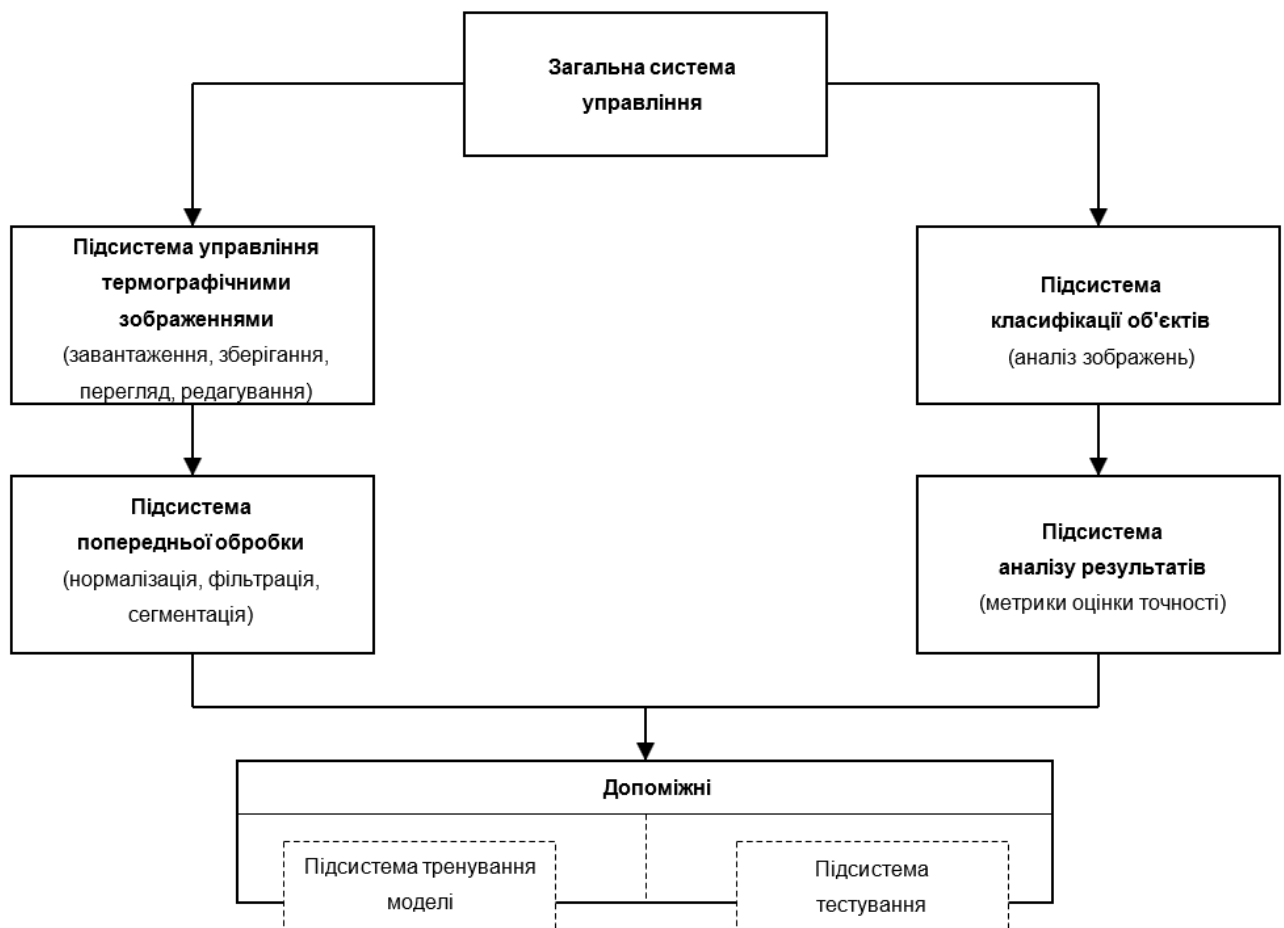 Загальна система
управління
Підсистема управління
термографічними
зображеннями
(завантаження, зберігання,
перегляд, редагування)
Підсистема
класифікації об'єктів
(аналіз зображень)
Підсистема
попередньої обробки
(нормалізація, фільтрація,
сегментація)
Підсистема
аналізу результатів
(метрики оцінки точності)
Допоміжні
Підсистема тренування
моделі
Підсистема
тестування